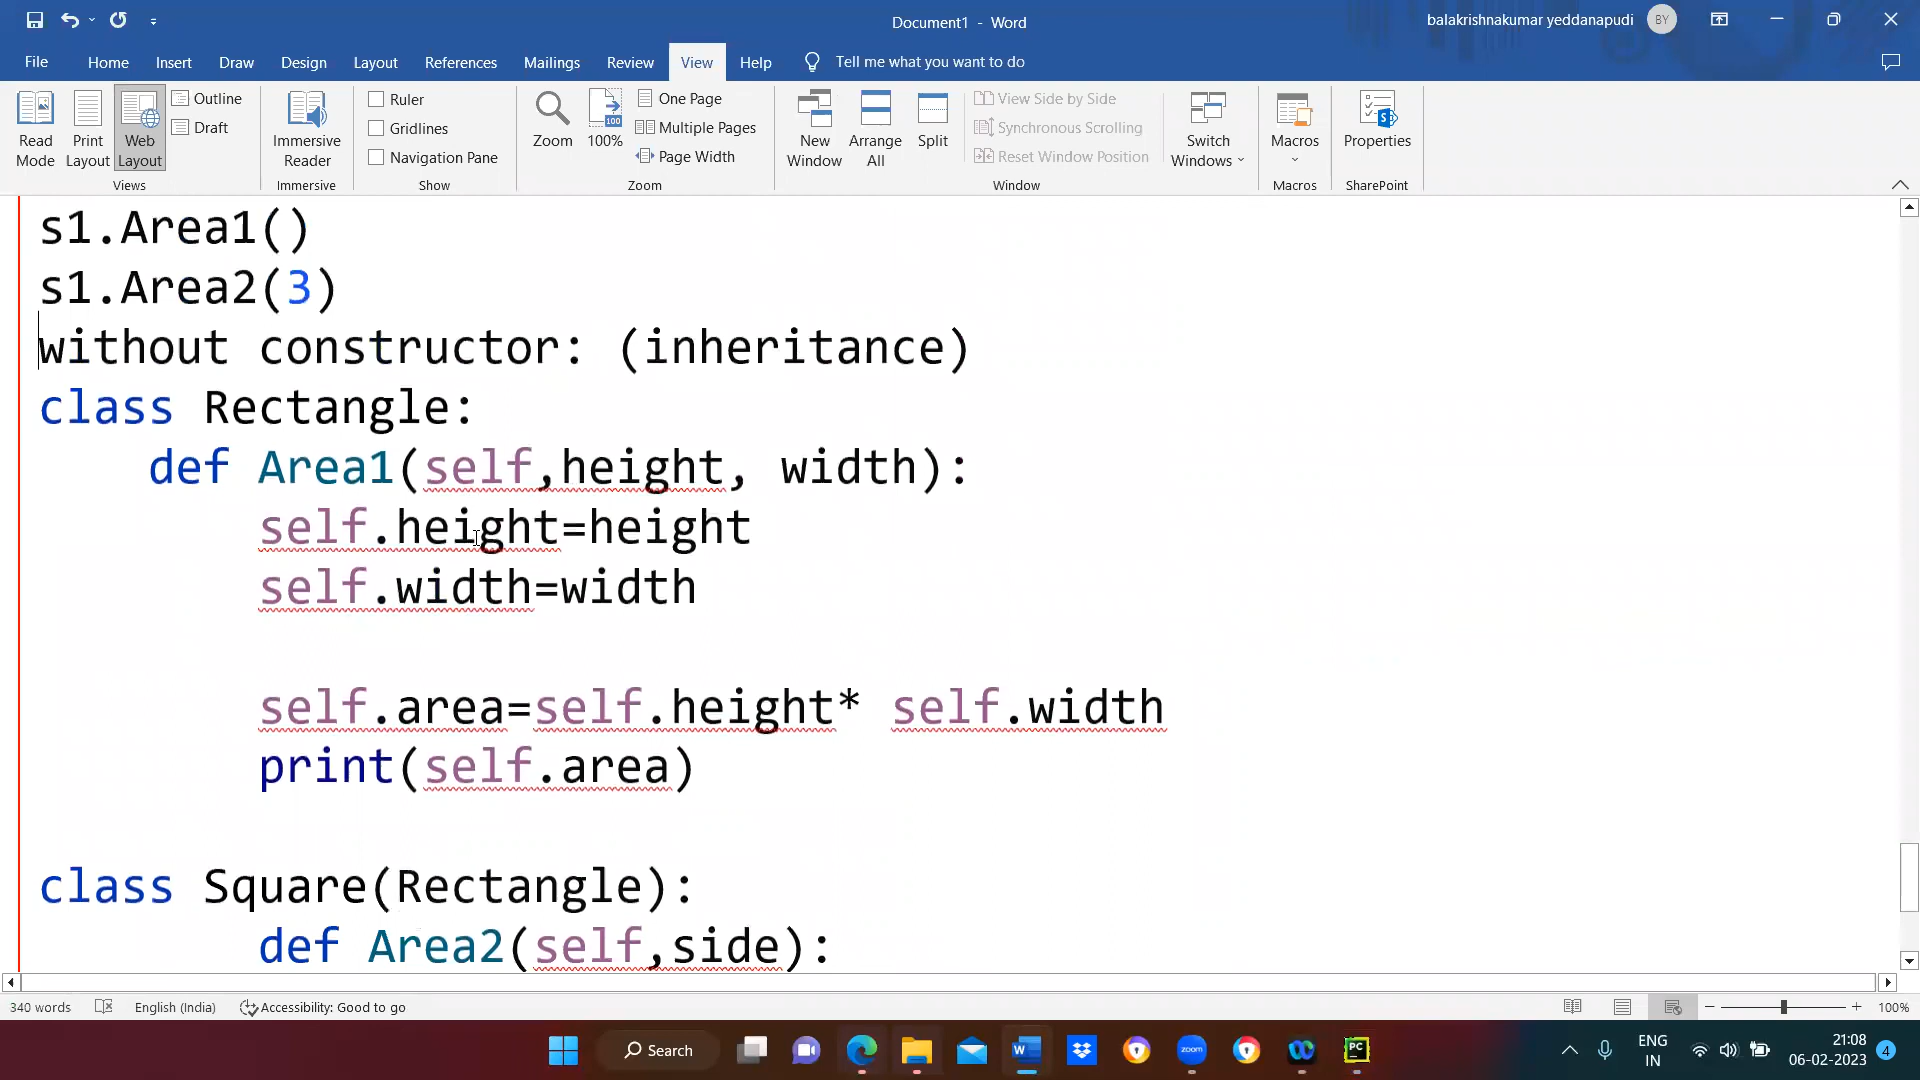 Document1 - Word
balakrishnakumar yeddanapudi
BY
File
Home
Insert
Draw
Design
Layout
References
Mailings
Review
View
Help
Tell me what you want to do
Read Mode
Print Layout
Web Layout
Outline
Draft
Views
Immersive Reader
Immersive
Ruler
Gridlines
Navigation Pane
Show
Zoom
100
100%
One Page
Multiple Pages
Page Width
Zoom
New Window
Arrange All
Split
View Side by Side
Synchronous Scrolling
Reset Window Position
Window
Switch Windows
Macros
Macros
Properties
SharePoint
s1.Area1()
s1.Area2(3)
without constructor: (inheritance)
class Rectangle:
def Area1(self,height, width):
self.height=height
self.width=width
self.area=self.height* self.width
print(self.area)
class Square(Rectangle):
def Area2(self,side):
340 words
English (India)
Accessibility: Good to go
100%
Search
zoom
PC
ENG
IN
21:08
06-02-2023
4